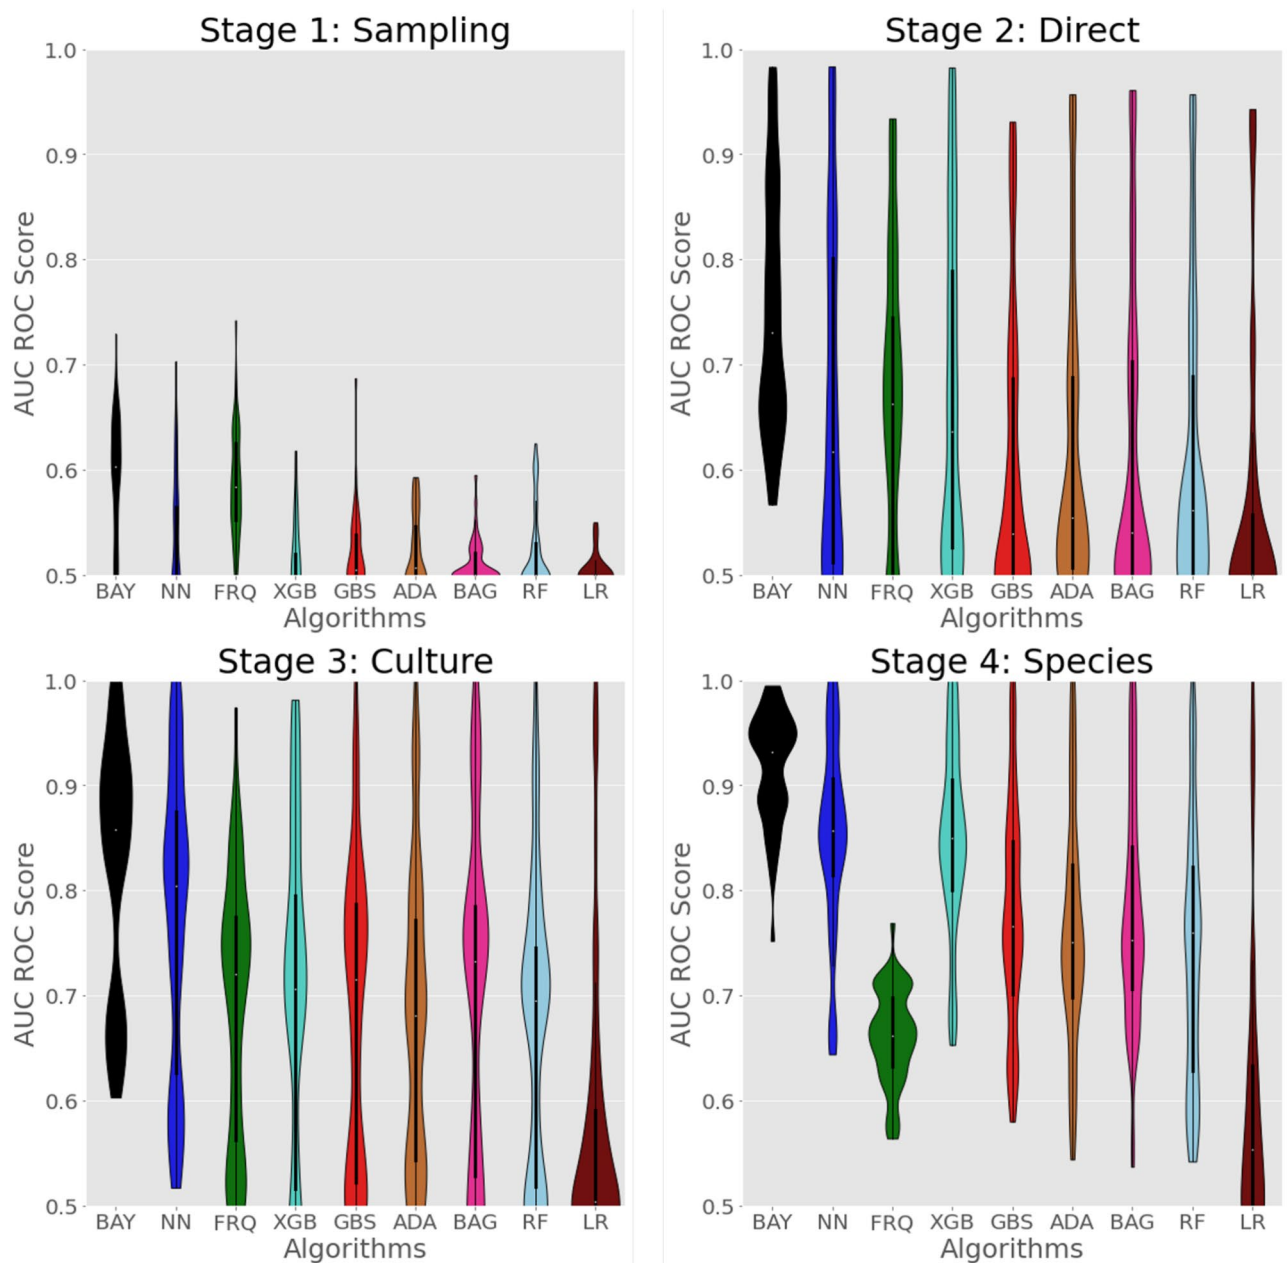 Stage 1: Sampling
1.0
0.9
0.8
0.7
0.6
0.5
AUC ROC Score
BAY NN FRQ XGB GBS ADA BAG RF LR
Algorithms
Stage 2: Direct
1.0
0.9
0.8
0.7
0.6
0.5
AUC ROC Score
BAY NN FRQ XGB GBS ADA BAG RF LR
Algorithms
Stage 3: Culture
1.0
0.9
0.8
0.7
0.6
0.5
AUC ROC Score
BAY NN FRQ XGB GBS ADA BAG RF LR
Algorithms
Stage 4: Species
1.0
0.9
0.8
0.7
0.6
0.5
AUC ROC Score
BAY NN FRQ XGB GBS ADA BAG RF LR
Algorithms